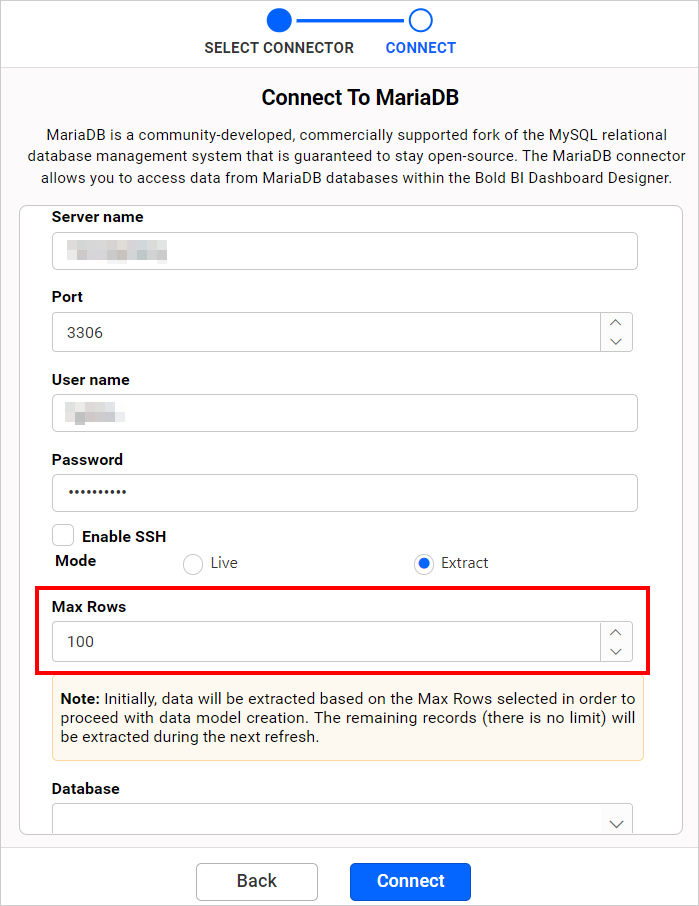 SELECT CONNECTOR CONNECT
Connect To MariaDB
MariaDB is a community-developed, commercially supported fork of the MySQL relational
database management system that is guaranteed to stay open-source. The MariaDB connector
allows you to access data from MariaDB databases within the Bold BI Dashboard Designer.
Server name
Port
3306
User name
Password
••••••••••
Enable SSH
Mode Live Extract
Max Rows
100
Note: Initially, data will be extracted based on the Max Rows selected in order to
proceed with data model creation. The remaining records (there is no limit) will
be extracted during the next refresh.
Database
Back Connect